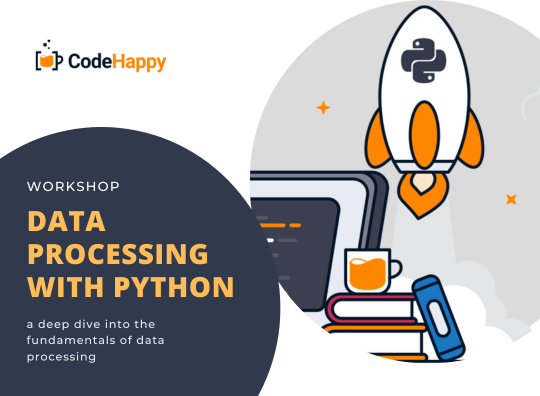 CodeHappy
WORKSHOP
DATA
PROCESSING
WITH PYTHON
a deep dive into the
fundamentals of data
processing